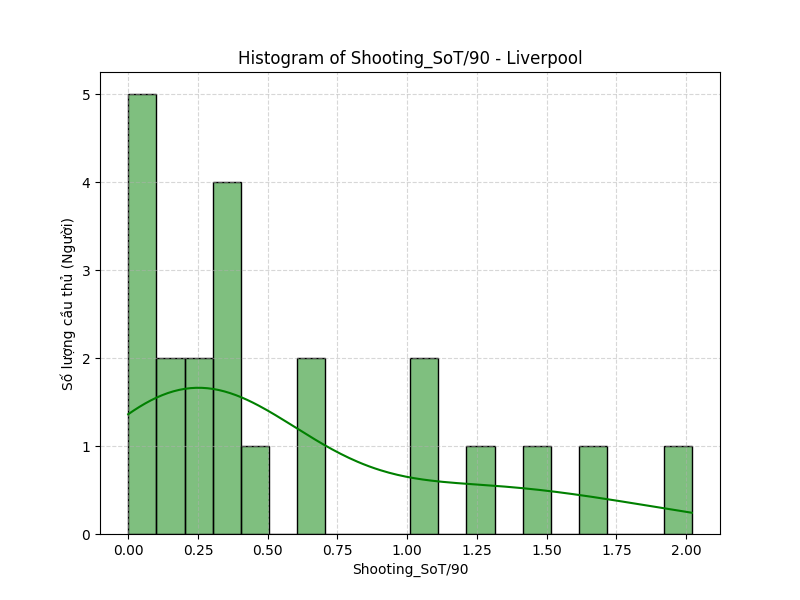 Histogram of Shooting_SoT/90 - Liverpool
Số lượng cầu thủ (Người)
5
4
3
2
1
0
0.00 0.25 0.50 0.75 1.00 1.25 1.50 1.75 2.00
Shooting_SoT/90